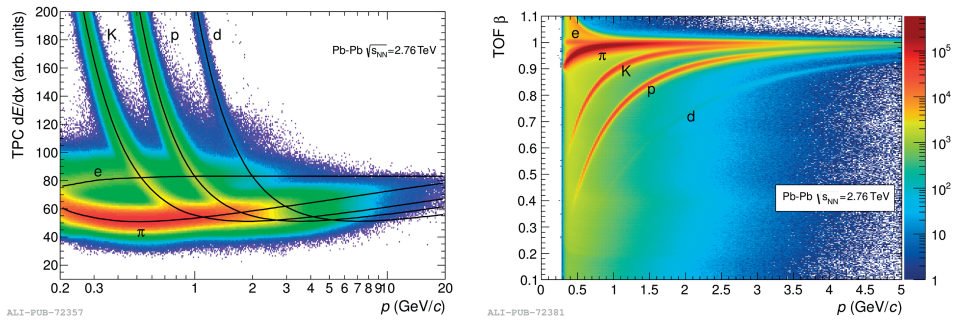 TPC dE/dx (arb. units)
200
180
160
140
120
100
80
60
40
20
K
p
d
e
π
Pb-Pb √sNN=2.76TeV
0.2 0.3 1 2 3 4 5 6 7 8 9 10 20
p (GeV/c)
ALI-PUB-72357
TOF β
1.1
1
0.9
0.8
0.7
0.6
0.5
0.4
0.3
0.2
0.1
e
π
K
p
d
Pb-Pb √sNN=2.76TeV
0 0.5 1 1.5 2 2.5 3 3.5 4 4.5 5
p (GeV/c)
10⁵
10⁴
10³
10²
10
1
ALI-PUB-72381